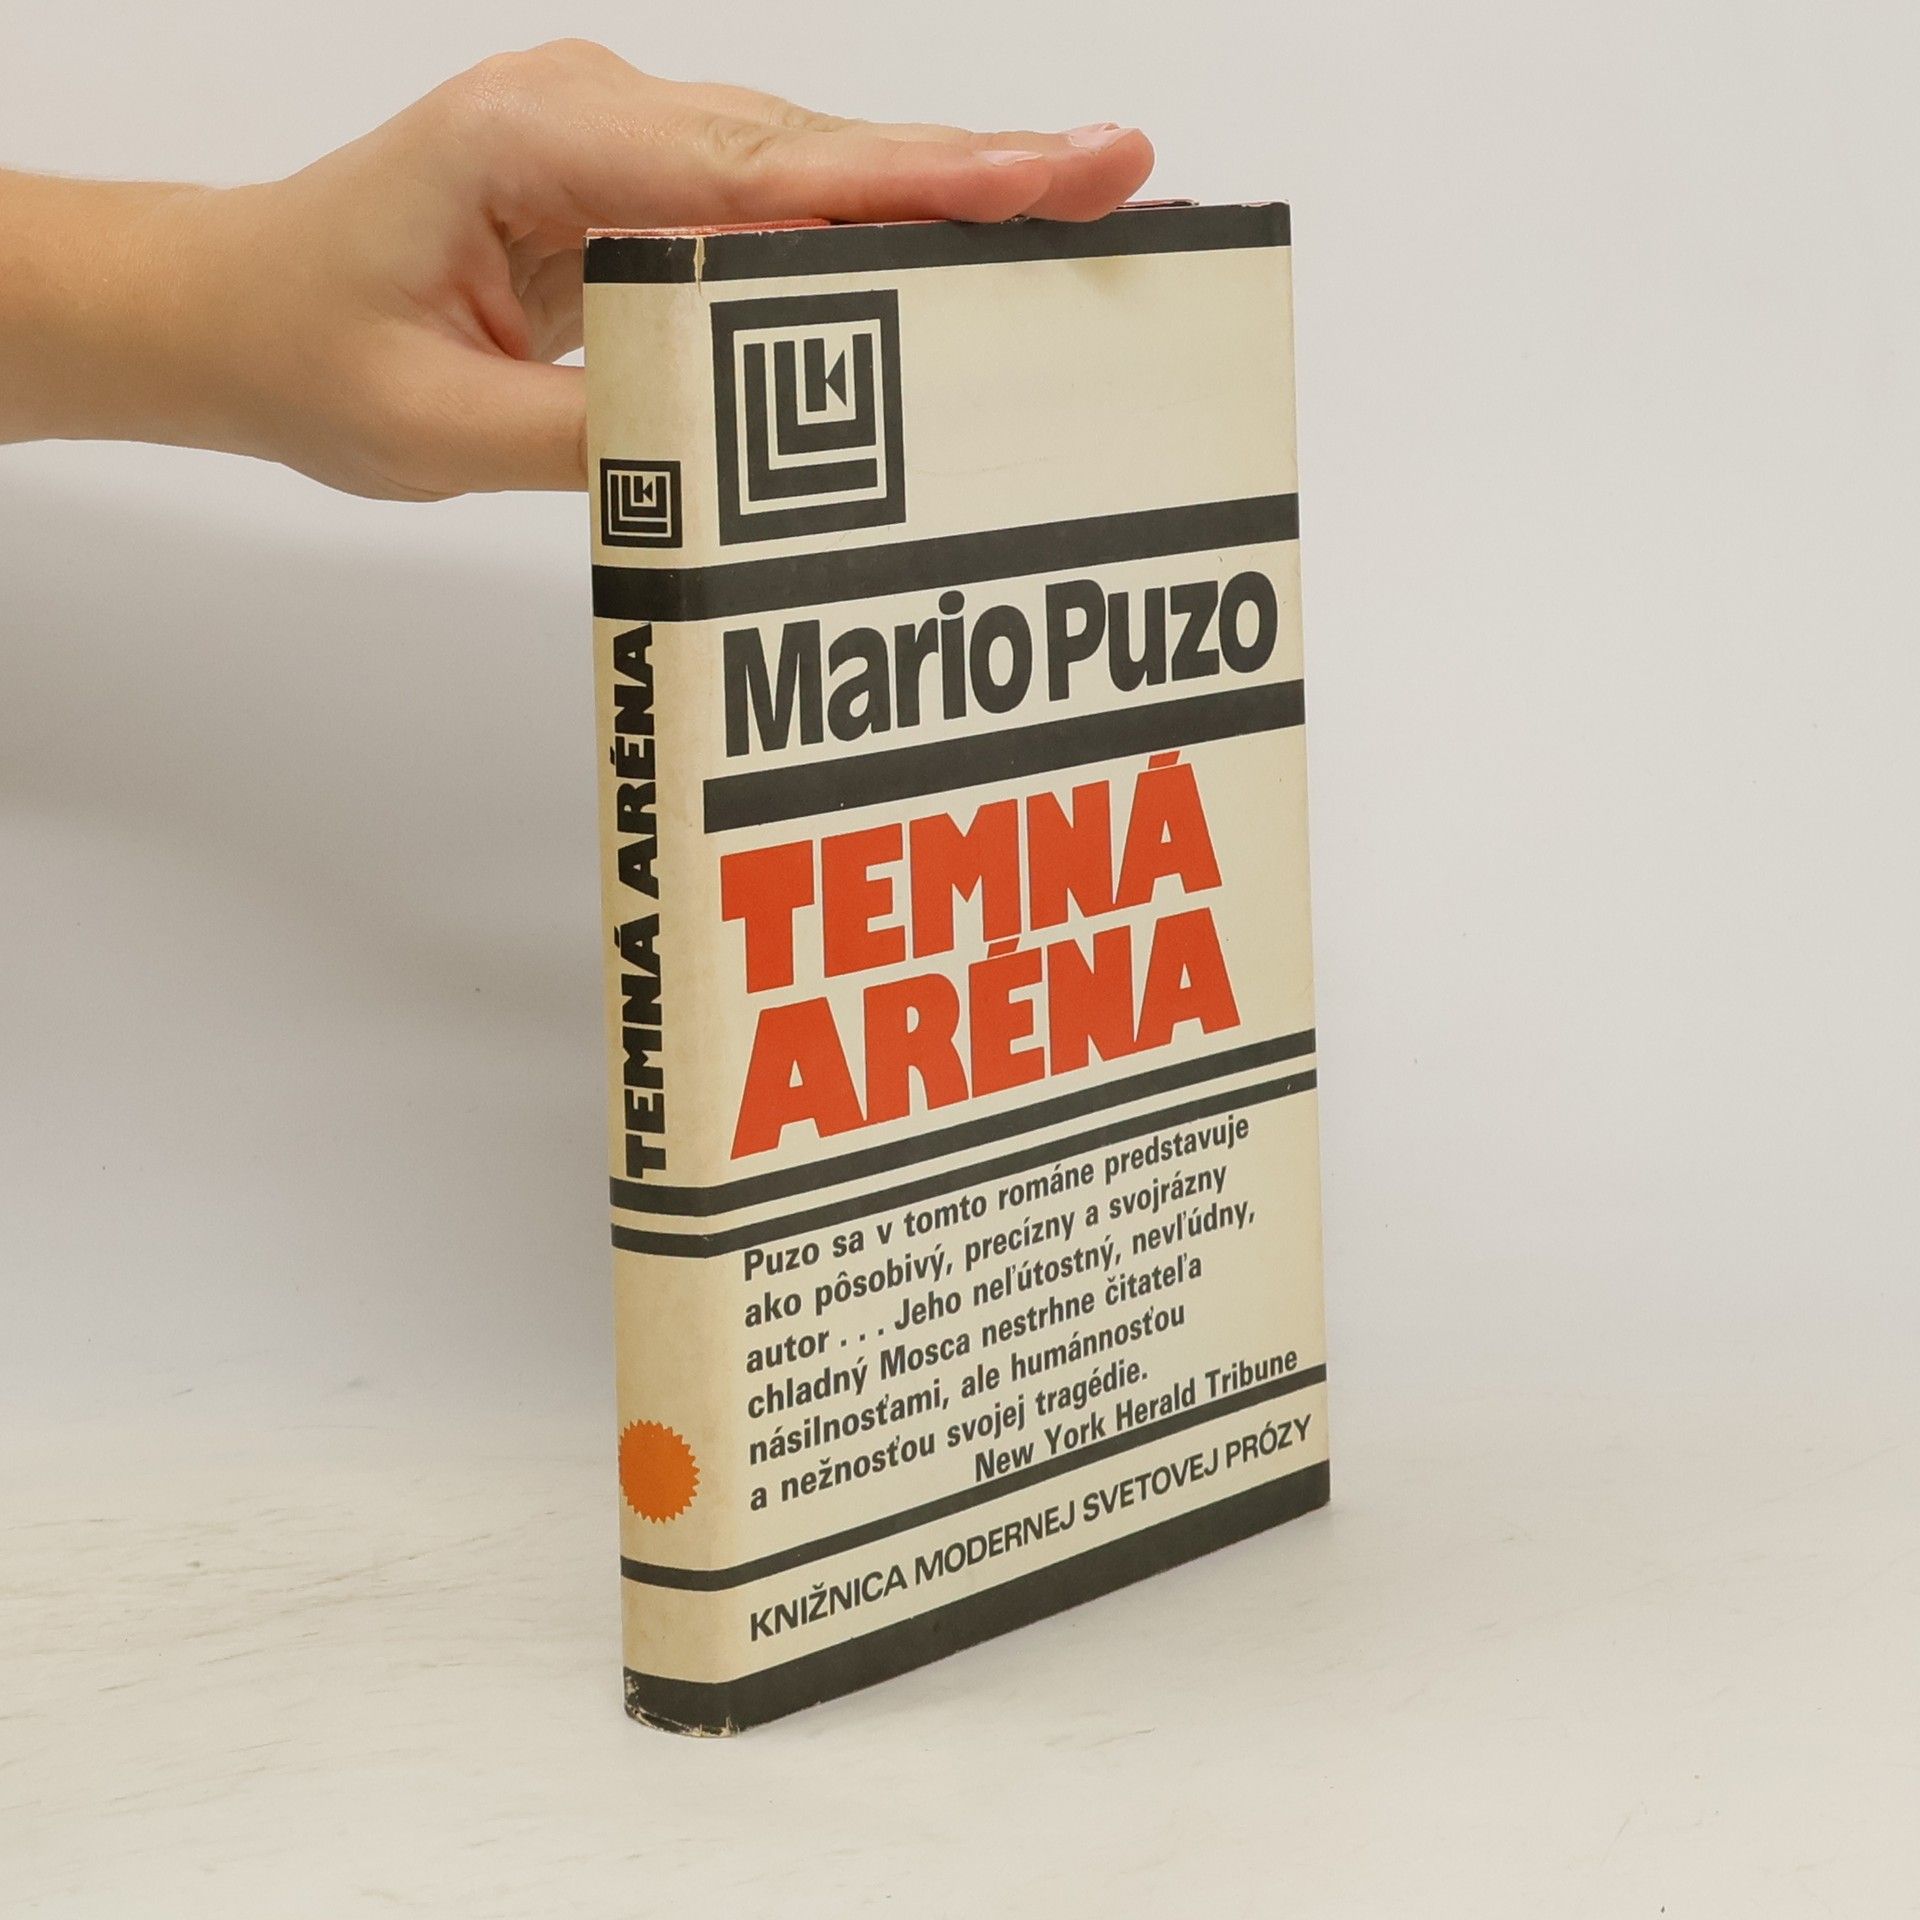 TEMNÁ ARÉNA
Mario Puzo
TEMNÁ
ARÉNA
Puzo sa v tomto románe predstavuje
ako pôsobivý, precízny a svojrázny
autor . . . Jeho neľútostný, nevľúdny,
chladný Mosca nestrhne čitateľa
násilnosťami, ale humánnosťou
a nežnosťou svojej tragédie.
New York Herald Tribune
KNIŽNICA MODERNEJ SVETOVEJ PRÓZY